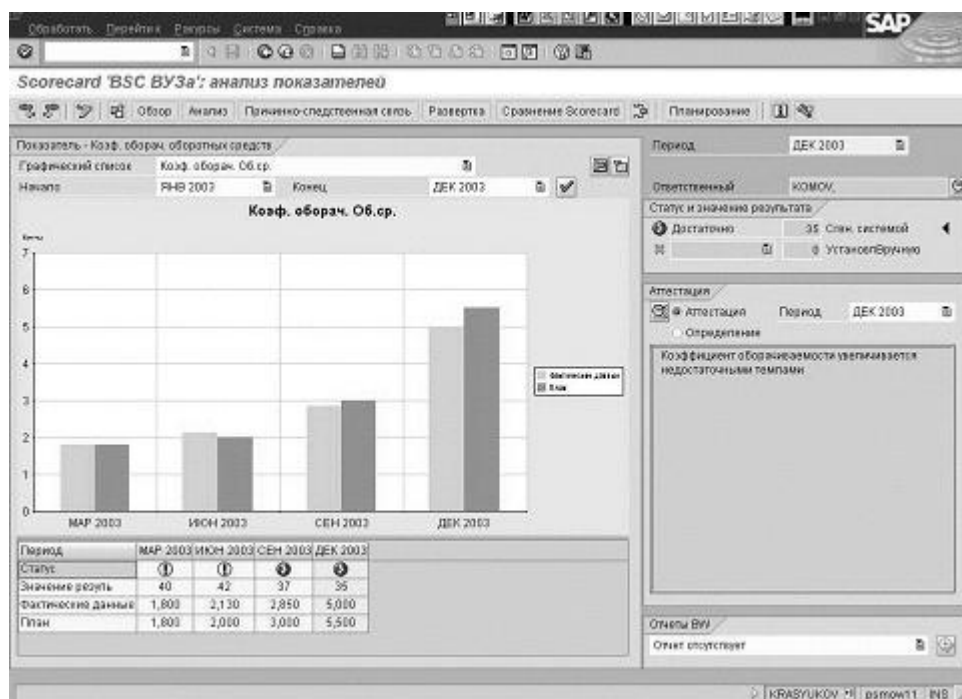 Обработать Перейти к Ракурсы Система Справка
SAP
Scorecard 'BSC ВУЗа': анализ показателей
Обзор Анализ Причинно-следственная связь Развертка Сравнение Scorecard Планирование
Показатель - Коэф. оборач. оборотных средств
Графический список Коэф. оборач. Об.ср.
Начало ЯНВ 2003 Конец ДЕК 2003
Коэф. оборач. Об.ср.
7
6
5
4
3
2
1
0
МАР 2003 ИЮН 2003 СЕН 2003 ДЕК 2003
Фактические данные
План
Период МАР 2003 ИЮН 2003 СЕН 2003 ДЕК 2003
Статус
Значение резуль 40 42 37 35
Фактические данные 1,800 2,130 2,850 5,000
План 1,800 2,000 3,000 5,500
Период ДЕК 2003
Ответственный KOMOV,
Статус и значение результата
Достаточно 35 Сген. системой
0 УстановлВручную
Аттестация
Аттестация Период ДЕК 2003
Определение
Коэффициент оборачиваемости увеличивается
недостаточными темпами
Отчеты BW
Отчет отсутствует
KRASYUKOV psmow11 INS